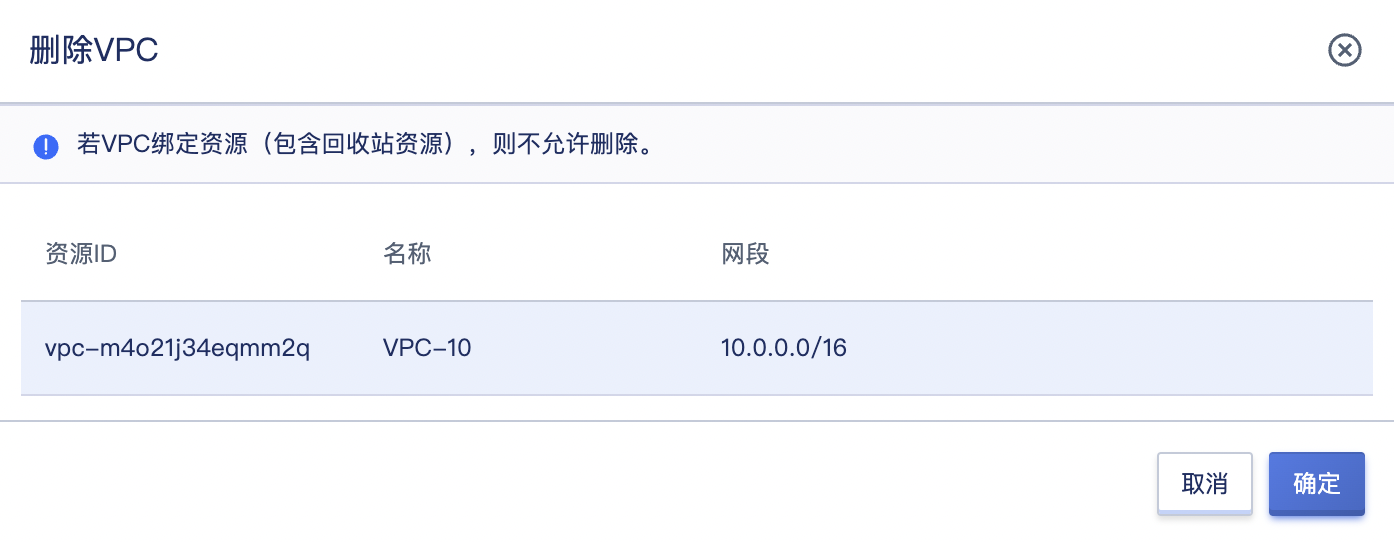 删除VPC
若VPC绑定资源（包含回收站资源），则不允许删除。
资源ID 名称 网段
vpc-m4o21j34eqmm2q VPC-10 10.0.0.0/16
取消 确定